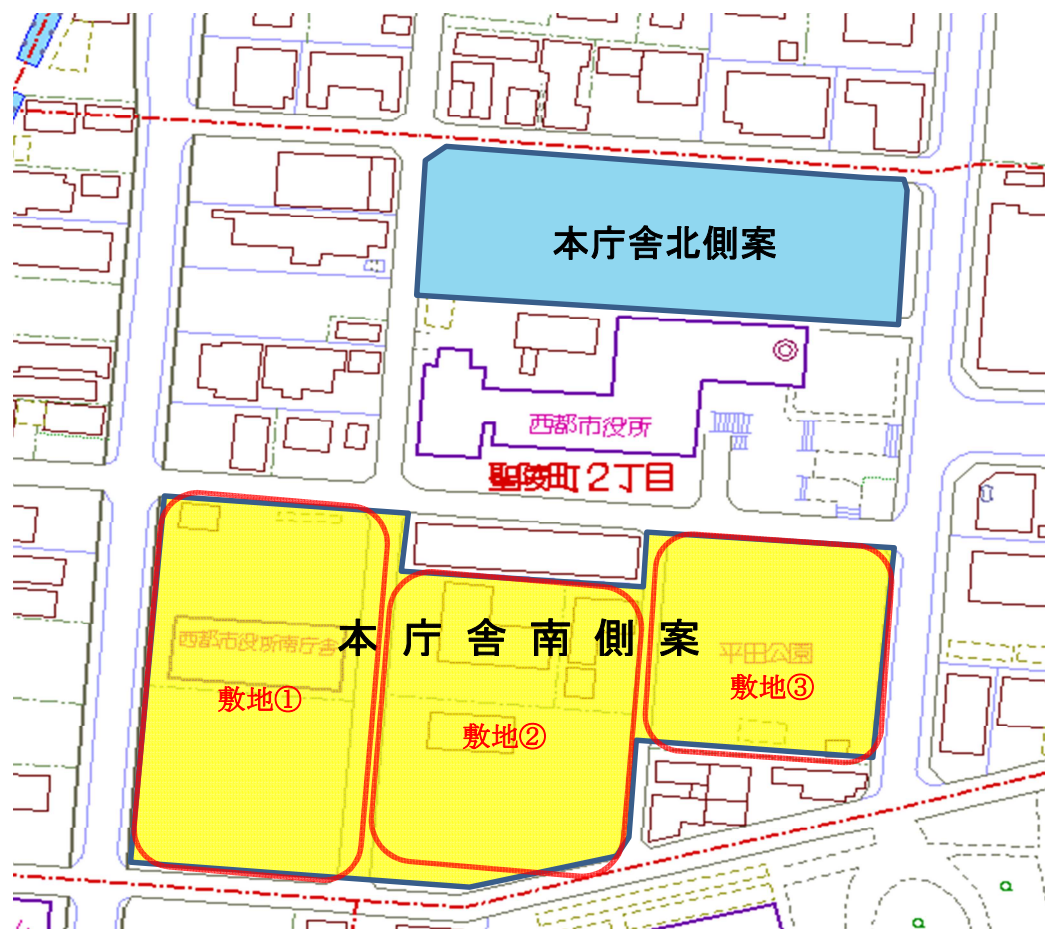 本庁舎北側案
西都市役所
聖陵町2丁目
本庁舎南側案
西都市役所南庁舎
平田公園
敷地①
敷地③
敷地②